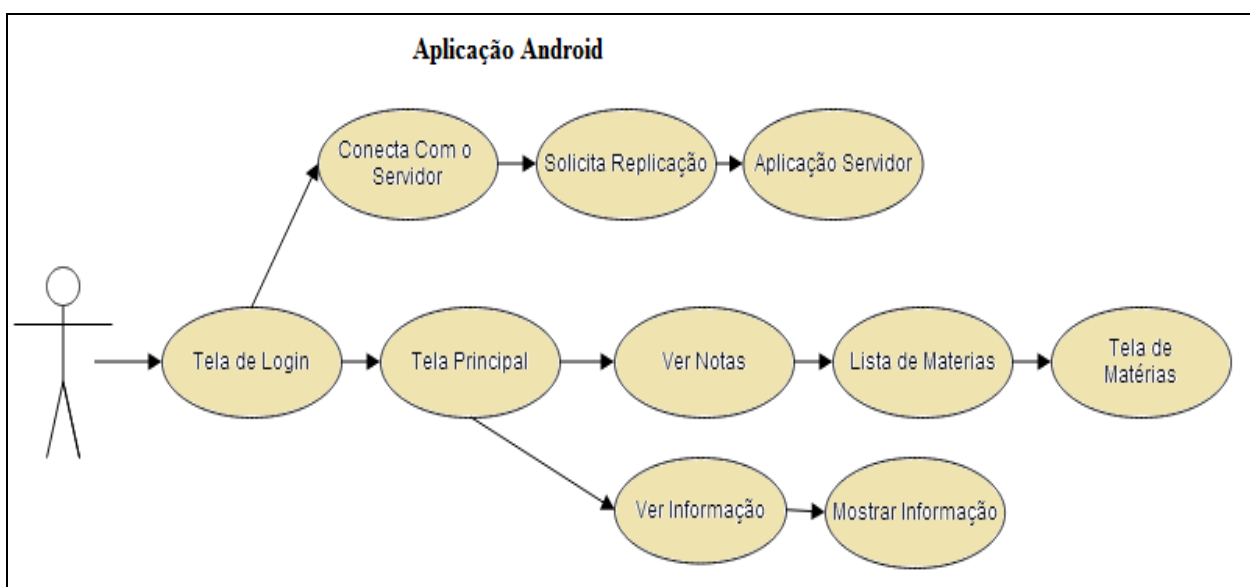 Aplicação Android
Conecta Com o
Servidor
Solicita Replicação
Aplicação Servidor
Tela de Login
Tela Principal
Ver Notas
Lista de Materias
Tela de
Matérias
Ver Informação
Mostrar Informação